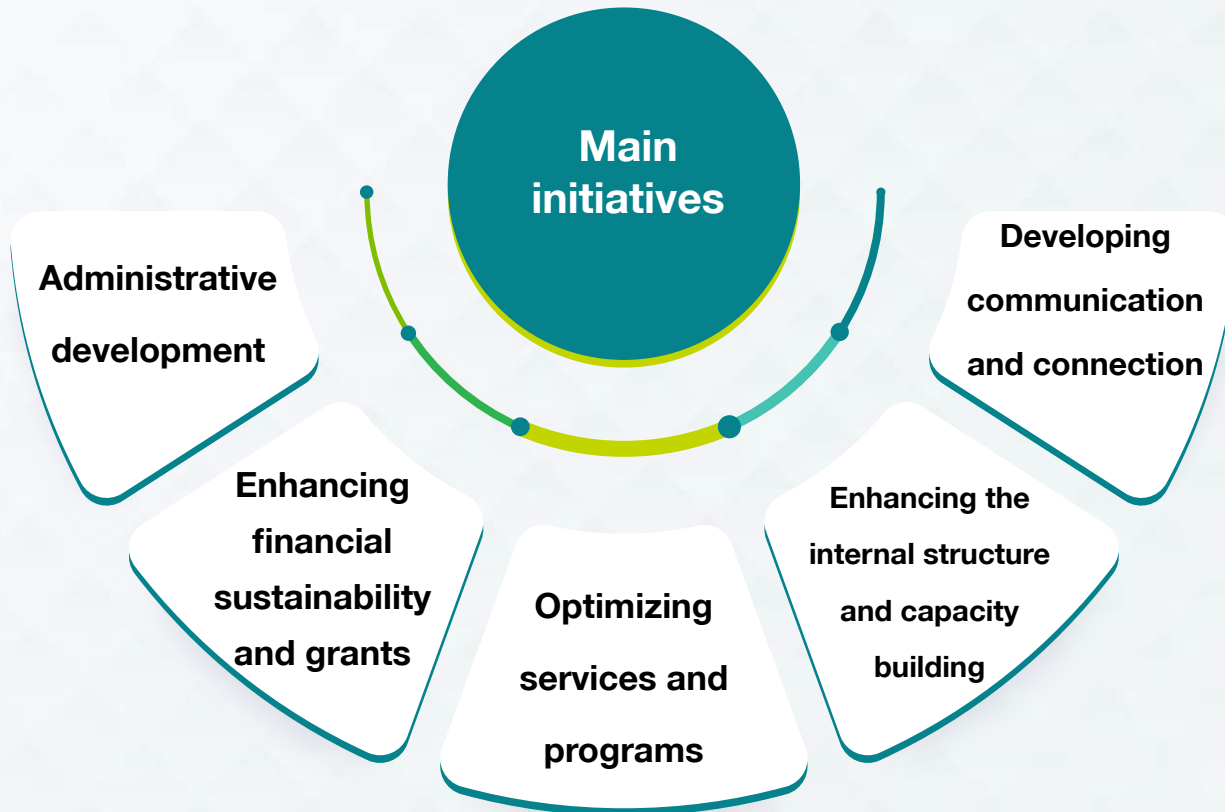 Main
initiatives
Administrative
development
Enhancing
financial
sustainability
and grants
Optimizing
services and
programs
Enhancing the
internal structure
and capacity
building
Developing
communication
and connection